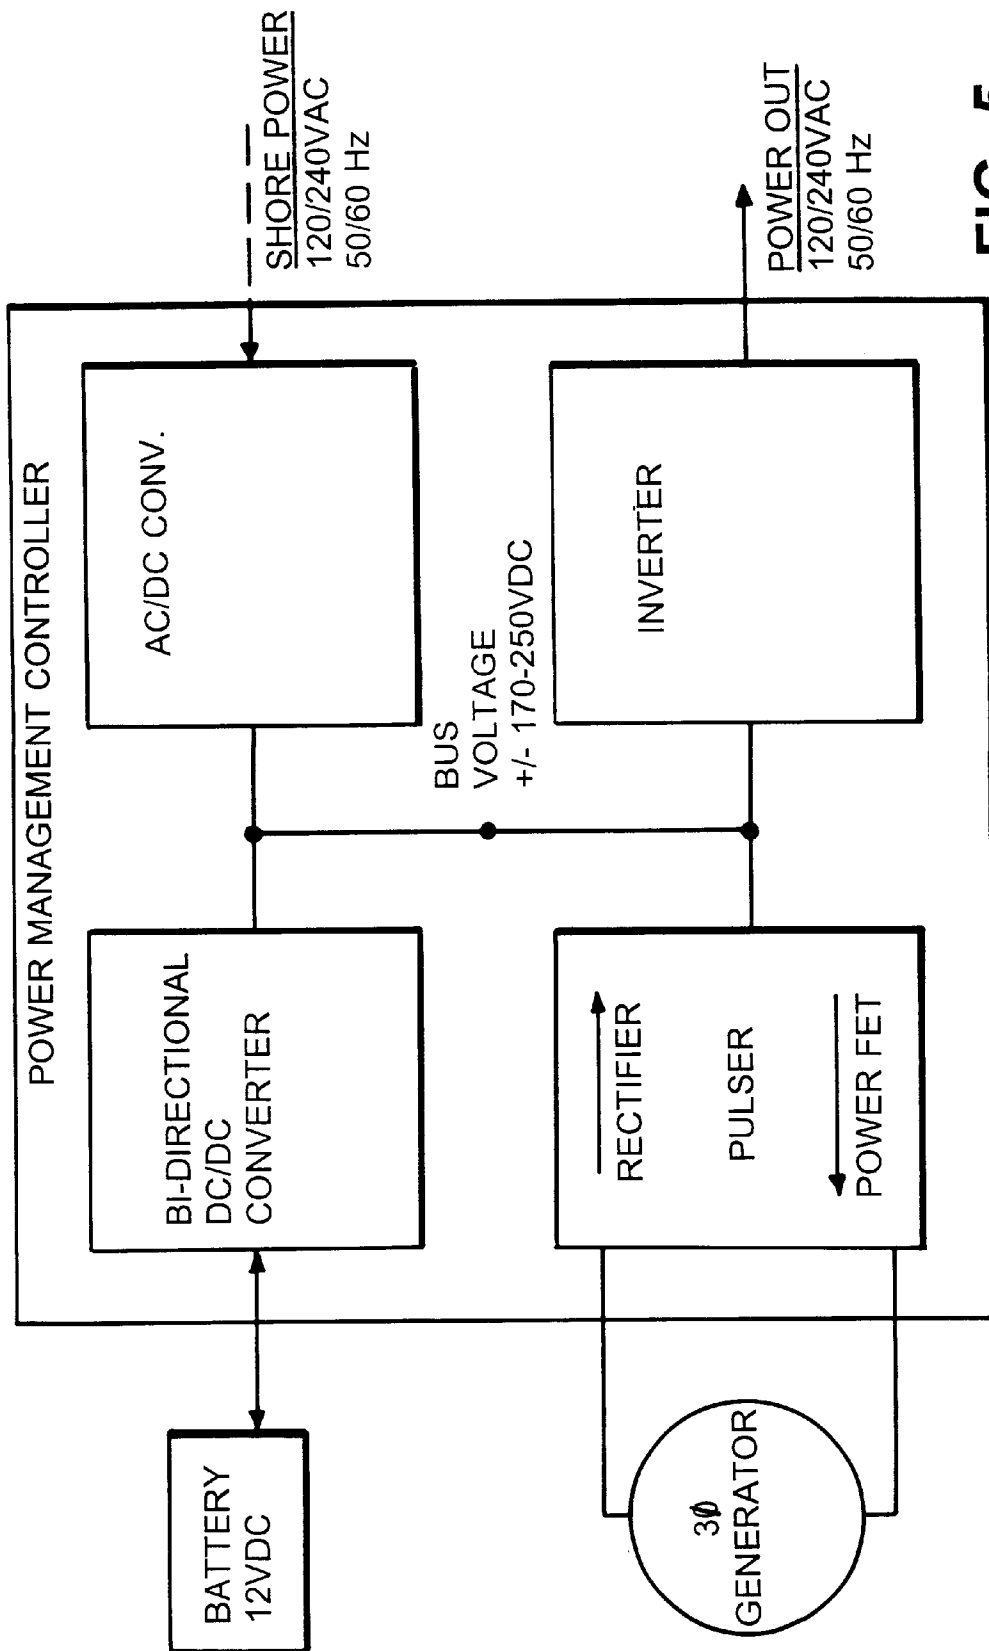 POWER MANAGEMENT CONTROLLER
BATTERY
12VDC
BI-DIRECTIONAL
DC/DC
CONVERTER
AC/DC CONV.
SHORE POWER
120/240VAC
50/60 Hz
BUS
VOLTAGE
+/- 170-250VDC
3Ø
GENERATOR
RECTIFIER
PULSER
POWER FET
INVERTER
POWER OUT
120/240VAC
50/60 Hz